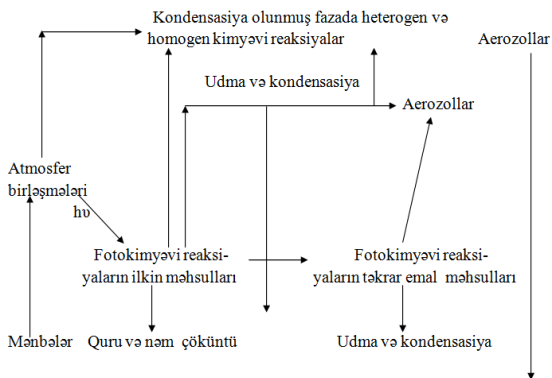 Kondensasiya olunmuş fazada heterogen və
homogen kimyəvi reaksiyalar
Aerozollar
Udma və kondensasiya
Aerozollar
Atmosfer
birləşmələri
hυ
Fotokimyəvi reaksi-
yaların ilkin məhsulları
Fotokimyəvi reaksi-
yaların təkrar emal məhsulları
Mənbələr
Quru və nəm çöküntü
Udma və kondensasiya